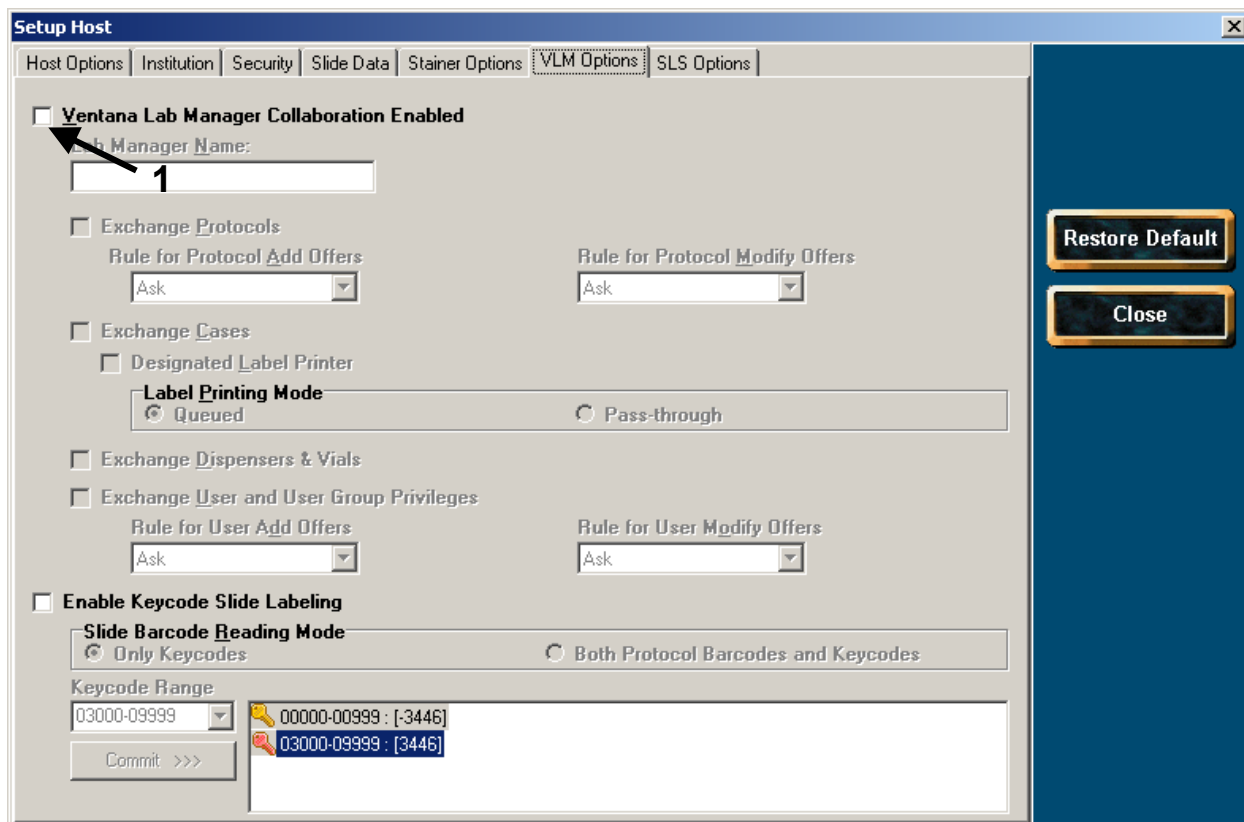 Setup Host
Host Options Institution Security Slide Data Stainer Options VLM Options SLS Options
Ventana Lab Manager Collaboration Enabled
Lab Manager Name:
1
Exchange Protocols
Rule for Protocol Add Offers Rule for Protocol Modify Offers
Ask Ask
Exchange Cases
Designated Label Printer
Label Printing Mode
Queued Pass-through
Exchange Dispensers & Vials
Exchange User and User Group Privileges
Rule for User Add Offers Rule for User Modify Offers
Ask Ask
Enable Keycode Slide Labeling
Slide Barcode Reading Mode
Only Keycodes Both Protocol Barcodes and Keycodes
Keycode Range
03000-09999
00000-00999 : [-3446]
03000-09999 : [3446]
Commit >>>
Restore Default
Close